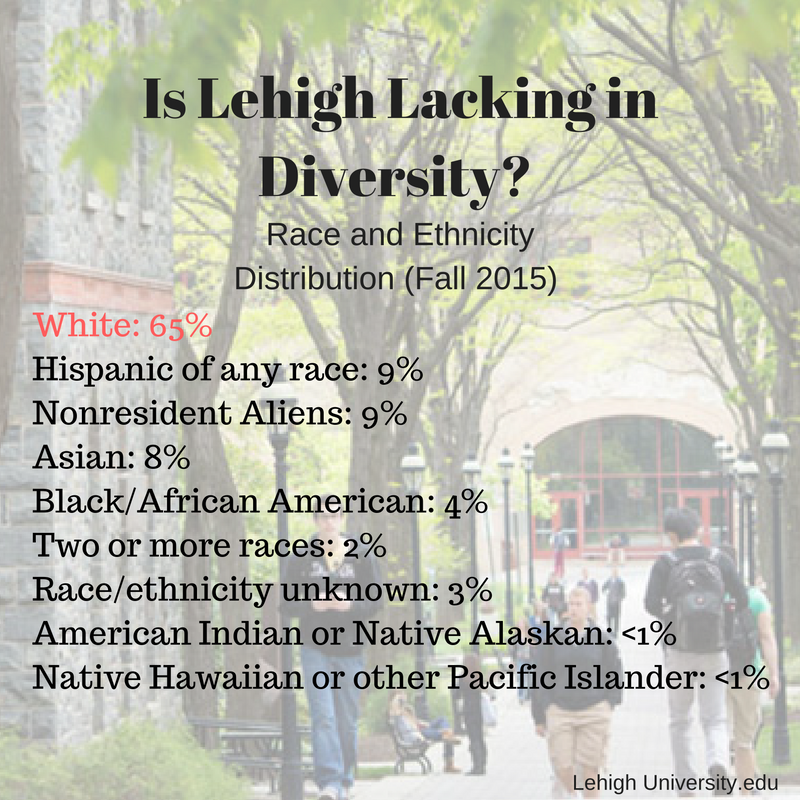 Is Lehigh Lacking in
Diversity?
Race and Ethnicity
Distribution (Fall 2015)
White: 65%
Hispanic of any race: 9%
Nonresident Aliens: 9%
Asian: 8%
Black/African American: 4%
Two or more races: 2%
Race/ethnicity unknown: 3%
American Indian or Native Alaskan: <1%
Native Hawaiian or other Pacific Islander: <1%
Lehigh University.edu